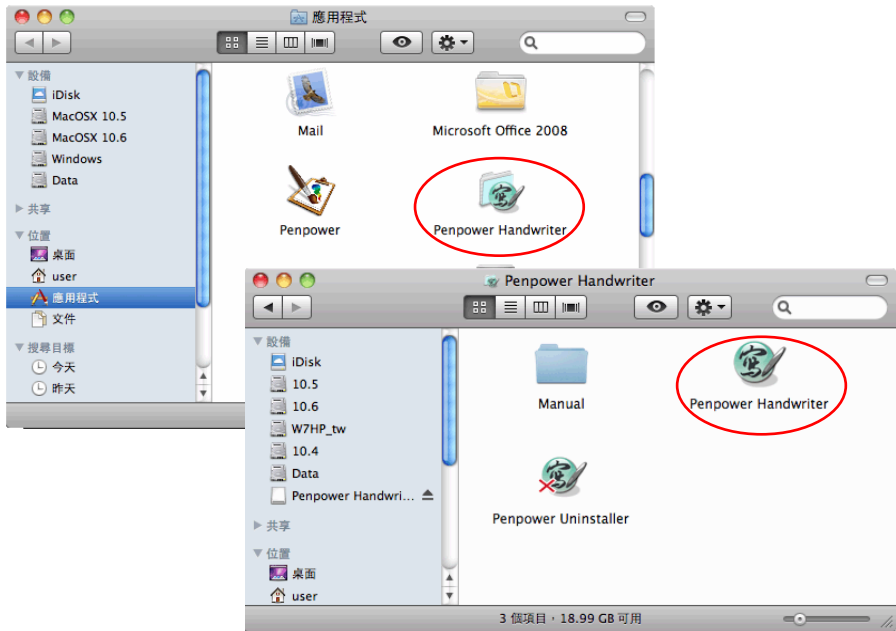 應用程式
設備
iDisk
MacOSX 10.5
MacOSX 10.6
Windows
Data
共享
位置
桌面
user
應用程式
文件
搜尋目標
今天
昨天
Mail
Microsoft Office 2008
Penpower
Penpower Handwriter
Penpower Handwriter
設備
iDisk
10.5
10.6
W7HP_tw
10.4
Data
Penpower Handwri...
共享
位置
桌面
user
寫
Manual
Penpower Handwriter
Penpower Uninstaller
3 個項目，18.99 GB 可用